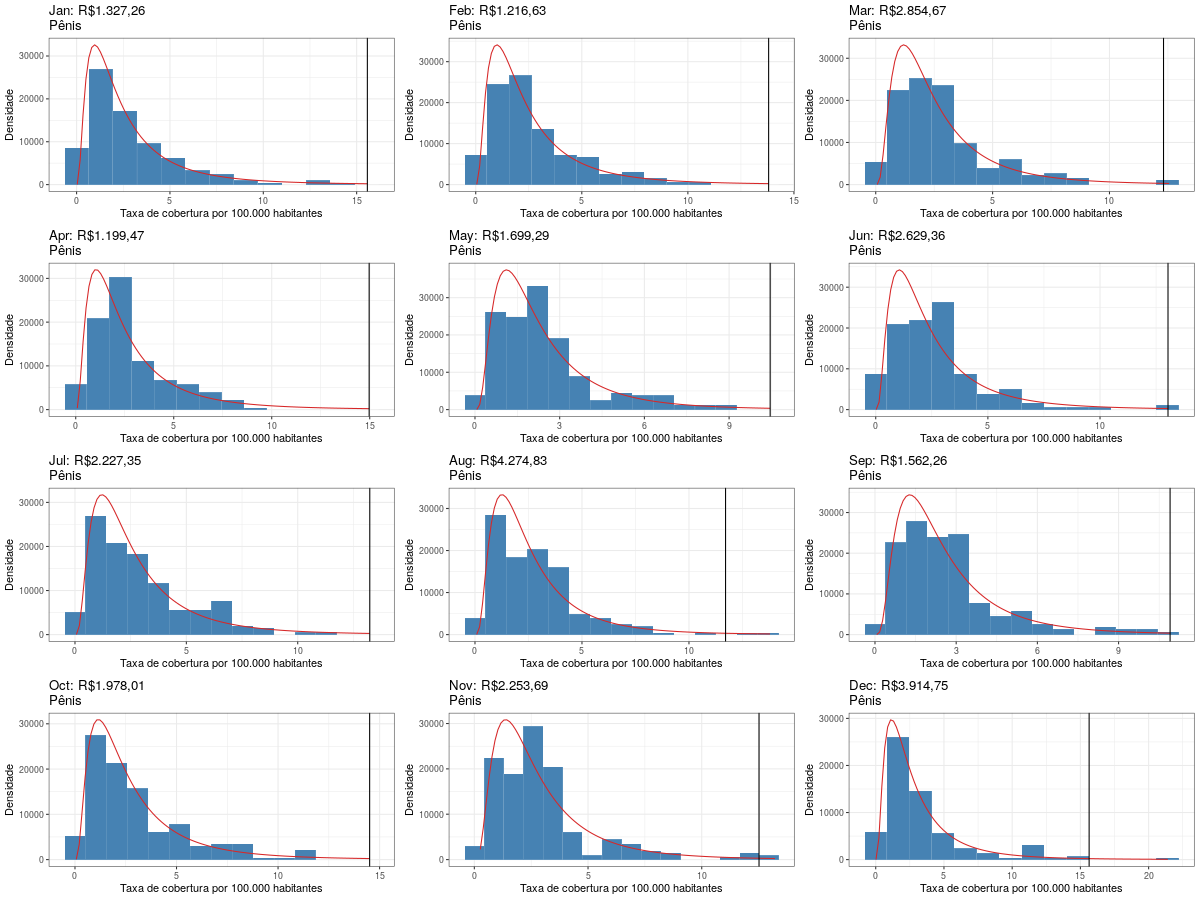 Jan: R$1.327,26
Pênis
Densidade
30000
20000
10000
0
0
5
10
15
Taxa de cobertura por 100.000 habitantes
Feb: R$1.216,63
Pênis
Densidade
30000
20000
10000
0
0
5
10
15
Taxa de cobertura por 100.000 habitantes
Mar: R$2.854,67
Pênis
Densidade
30000
20000
10000
0
0
5
10
Taxa de cobertura por 100.000 habitantes
Apr: R$1.199,47
Pênis
Densidade
30000
20000
10000
0
0
5
10
15
Taxa de cobertura por 100.000 habitantes
May: R$1.699,29
Pênis
Densidade
30000
20000
10000
0
0
3
6
9
Taxa de cobertura por 100.000 habitantes
Jun: R$2.629,36
Pênis
Densidade
30000
20000
10000
0
0
5
10
Taxa de cobertura por 100.000 habitantes
Jul: R$2.227,35
Pênis
Densidade
30000
20000
10000
0
0
5
10
Taxa de cobertura por 100.000 habitantes
Aug: R$4.274,83
Pênis
Densidade
30000
20000
10000
0
0
5
10
Taxa de cobertura por 100.000 habitantes
Sep: R$1.562,26
Pênis
Densidade
30000
20000
10000
0
0
3
6
9
Taxa de cobertura por 100.000 habitantes
Oct: R$1.978,01
Pênis
Densidade
30000
20000
10000
0
0
5
10
15
Taxa de cobertura por 100.000 habitantes
Nov: R$2.253,69
Pênis
Densidade
30000
20000
10000
0
0
5
10
Taxa de cobertura por 100.000 habitantes
Dec: R$3.914,75
Pênis
Densidade
30000
20000
10000
0
0
5
10
15
20
Taxa de cobertura por 100.000 habitantes